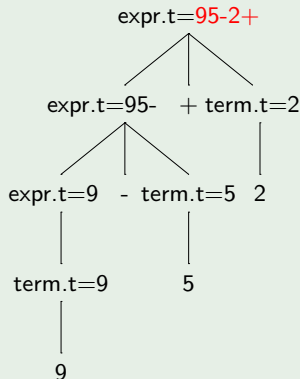 expr.t=95-2+
expr.t=95- + term.t=2
expr.t=9 - term.t=5 2
term.t=9 5
9